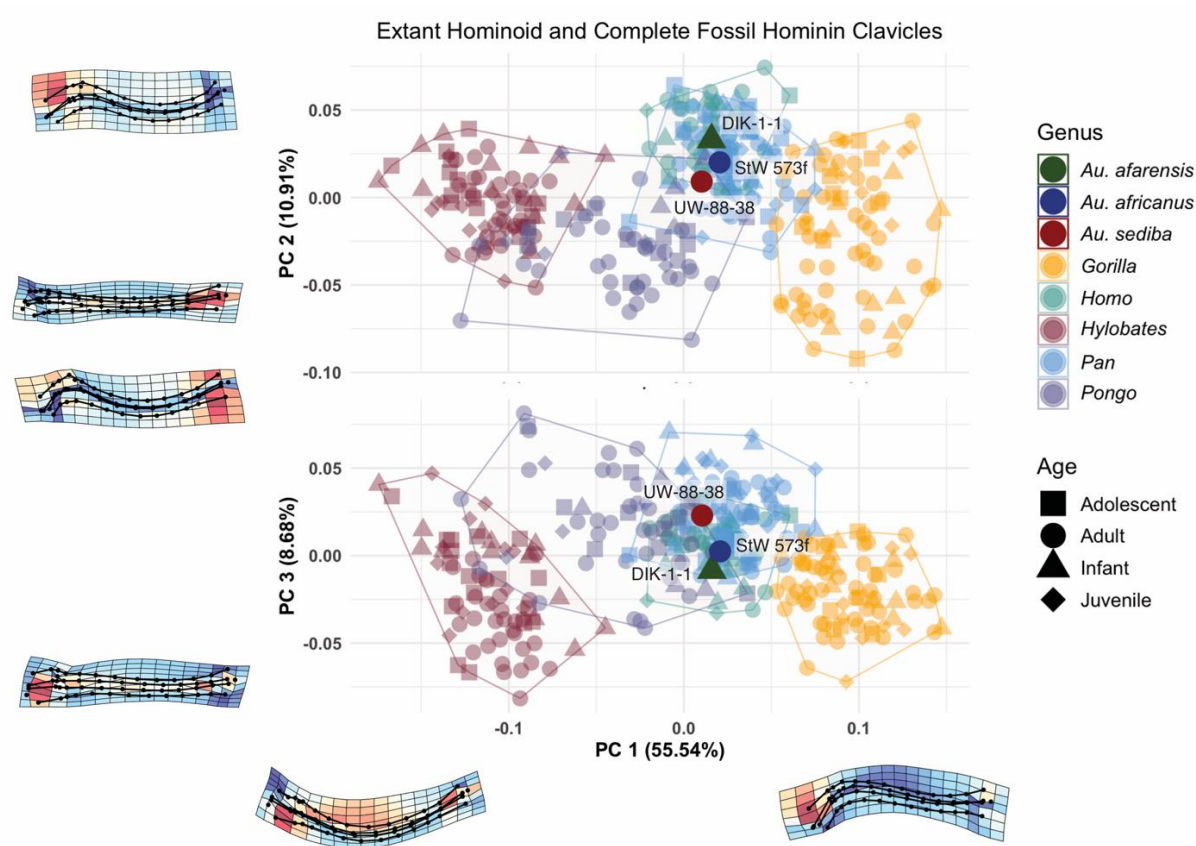 Extant Hominoid and Complete Fossil Hominin Clavicles
PC 2 (10.91%)
0.05
0.00
-0.05
-0.10
DIK-1-1
StW 573f
UW-88-38
PC 3 (8.68%)
0.05
0.00
-0.05
UW-88-38
StW 573f
DIK-1-1
-0.1
0.0
0.1
PC 1 (55.54%)
Genus
Au. afarensis
Au. africanus
Au. sediba
Gorilla
Homo
Hylobates
Pan
Pongo
Age
Adolescent
Adult
Infant
Juvenile